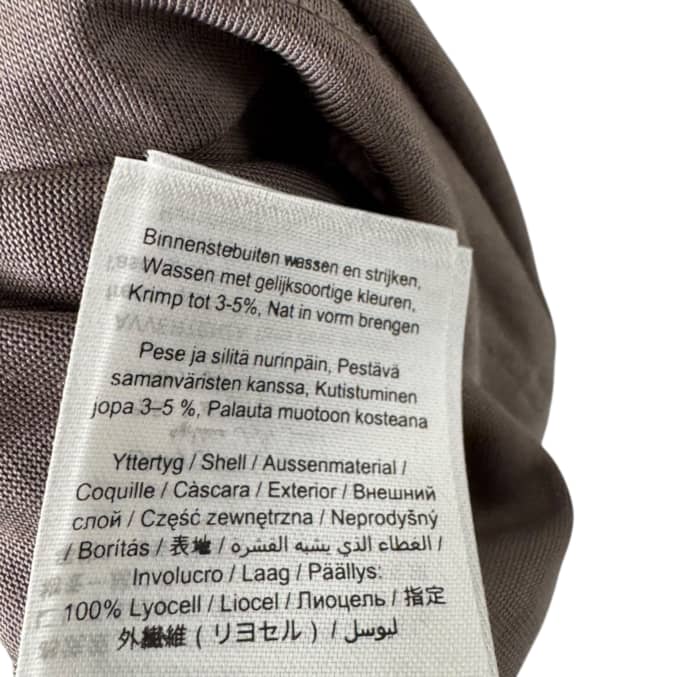 Binnenstebuiten wassen en strijken,
Wassen met gelijksoortige kleuren,
Krimp tot 3-5%, Nat in vorm brengen
Pese ja silitä nurinpäin, Pestävä
samanväristen kanssa, Kutistuminen
jopa 3–5 %, Palauta muotoon kosteana
Yttertyg / Shell / Aussenmaterial /
Coquille / Càscara / Exterior / Внешний
слой / Część zewnętrzna / Neprodyšný
/ Borítás / 表地 / الغطاء الذي يشبه القشره /
Involucro / Laag / Päällys:
100% Lyocell / Liocel / Лиоцель / 指定
外繊維 ( リヨセル ) / ليوسل